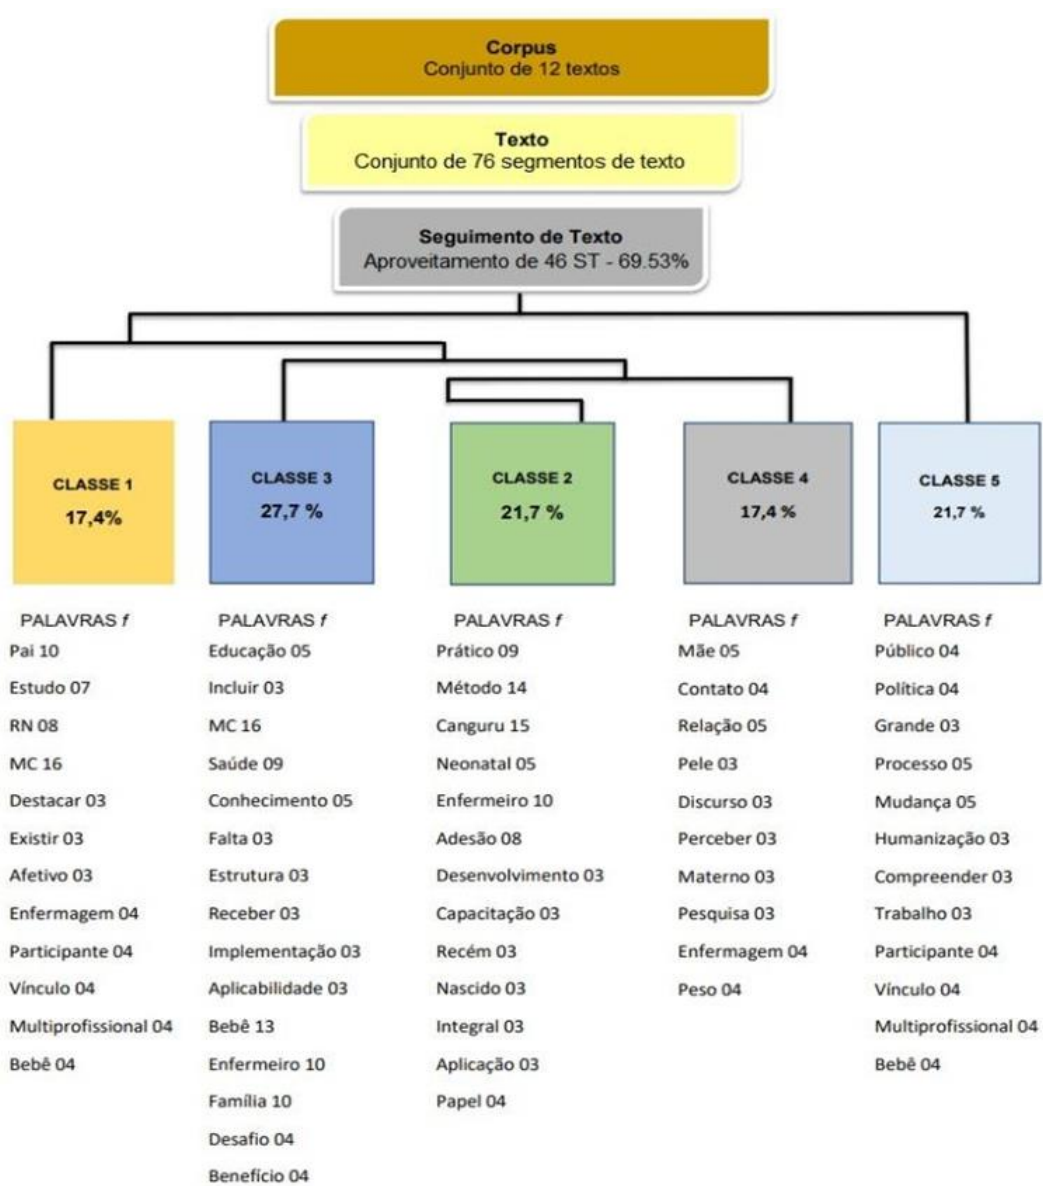 Corpus
Conjunto de 12 textos
Texto
Conjunto de 76 segmentos de texto
Seguimento de Texto
Aproveitamento de 46 ST - 69.53%
CLASSE 1
17,4%
PALAVRAS f
Pai 10
Estudo 07
RN 08
MC 16
Destacar 03
Existir 03
Afetivo 03
Enfermagem 04
Participante 04
Vínculo 04
Multiprofissional 04
Bebê 04
CLASSE 3
27,7 %
PALAVRAS f
Educação 05
Incluir 03
MC 16
Saúde 09
Conhecimento 05
Falta 03
Estrutura 03
Receber 03
Implementação 03
Aplicabilidade 03
Bebê 13
Enfermeiro 10
Família 10
Desafio 04
Benefício 04
CLASSE 2
21,7 %
PALAVRAS f
Prático 09
Método 14
Canguru 15
Neonatal 05
Enfermeiro 10
Adesão 08
Desenvolvimento 03
Capacitação 03
Recém 03
Nascido 03
Integral 03
Aplicação 03
Papel 04
CLASSE 4
17,4 %
PALAVRAS f
Mãe 05
Contato 04
Relação 05
Pele 03
Discurso 03
Perceber 03
Materno 03
Pesquisa 03
Enfermagem 04
Peso 04
CLASSE 5
21,7 %
PALAVRAS f
Público 04
Política 04
Grande 03
Processo 05
Mudança 05
Humanização 03
Compreender 03
Trabalho 03
Participante 04
Vínculo 04
Multiprofissional 04
Bebê 04